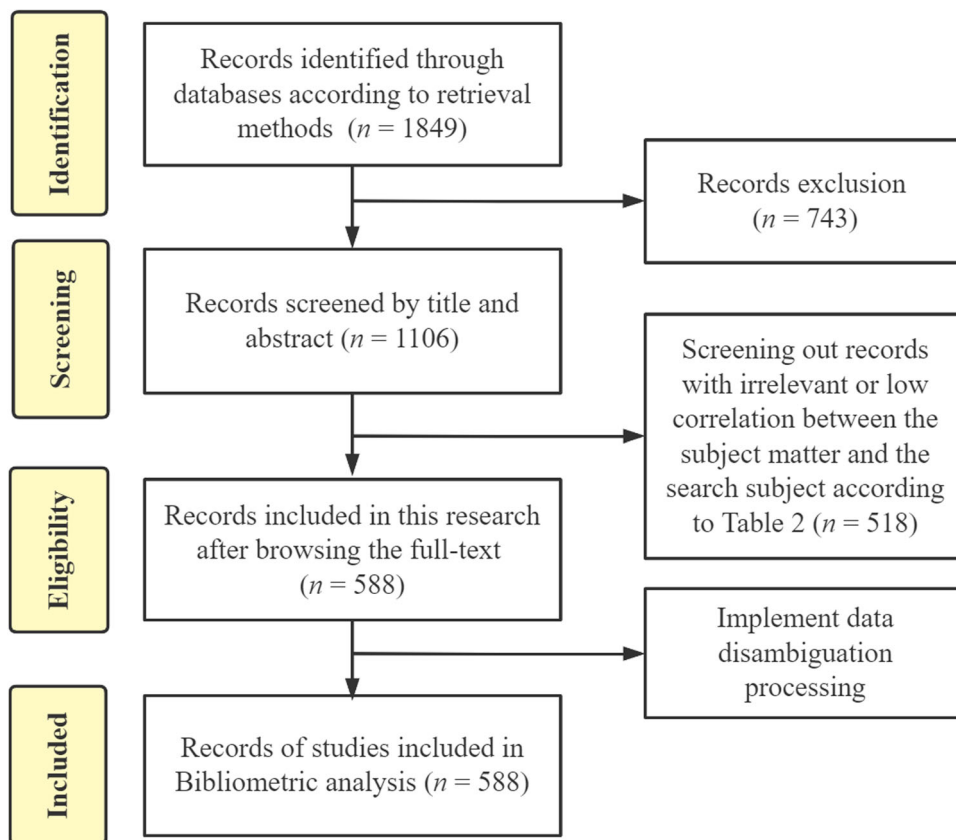 Identification
Records identified through
databases according to retrieval
methods (n = 1849)
Records exclusion
(n = 743)
Screening
Records screened by title and
abstract (n = 1106)
Screening out records
with irrelevant or low
correlation between the
subject matter and the
search subject according
to Table 2 (n = 518)
Eligibility
Records included in this research
after browsing the full-text
(n = 588)
Implement data
disambiguation
processing
Included
Records of studies included in
Bibliometric analysis (n = 588)